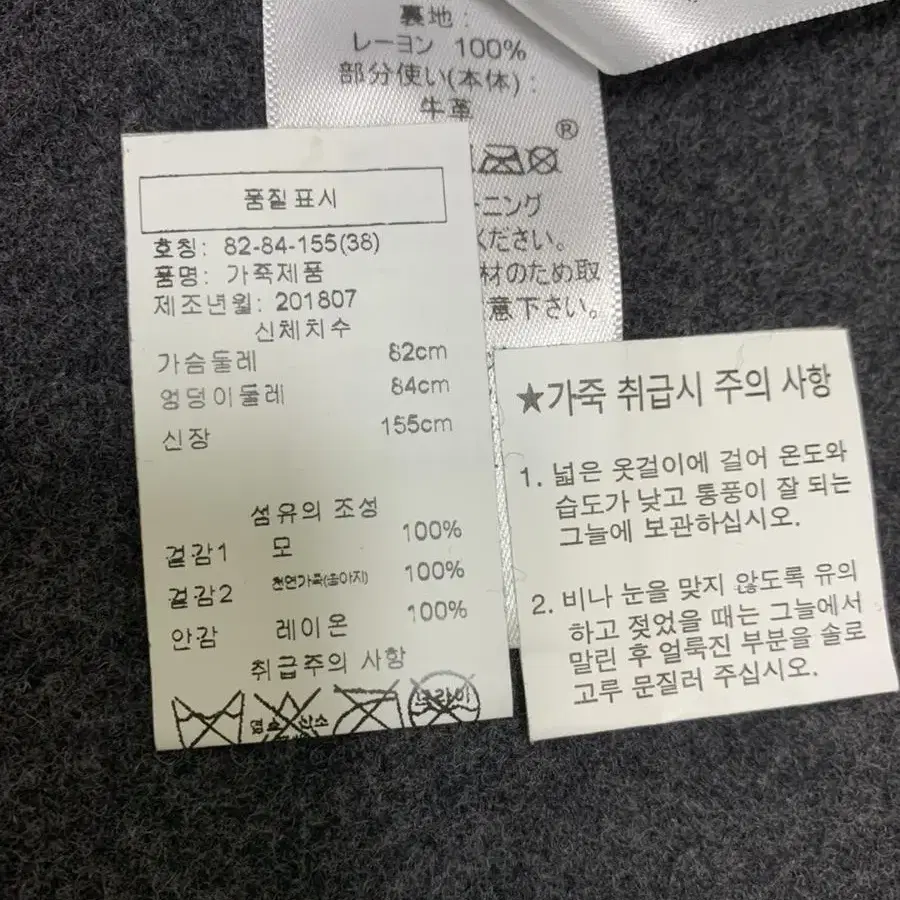 裏地:
レーヨン 100%
部分使い(本体):
牛革
®
ーニング
ください。
材のため取
意下さい。
품질표시
호칭: 82-84-155(38)
품명: 가죽제품
제조년월: 201807
신체치수
가슴둘레 82cm
엉덩이둘레 84cm
신장 155cm
섬유의 조성
겉감1 모 100%
겉감2 천연가죽(송아지) 100%
안감 레이온 100%
취급주의 사항
드라이
★가죽 취급시 주의 사항
1. 넓은 옷걸이에 걸어 온도와
습도가 낮고 통풍이 잘 되는
그늘에 보관하십시오.
2. 비나 눈을 맞지 않도록 유의
하고 젖었을 때는 그늘에서
말린 후 얼룩진 부분을 솔로
고루 문질러 주십시오.